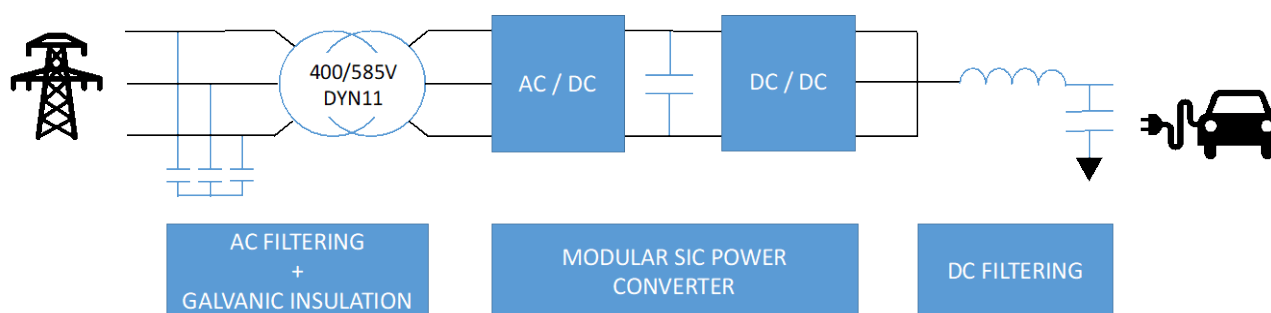 400/585V
DYN11
AC / DC
DC / DC
AC FILTERING
+
GALVANIC INSULATION
MODULAR SIC POWER
CONVERTER
DC FILTERING